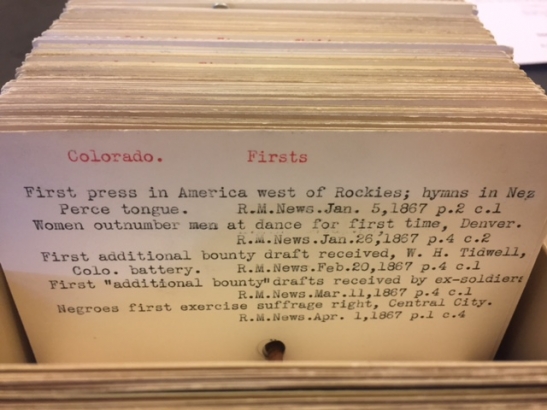 Colorado. Firsts
First press in America west of Rockies; hymns in Nez
Perce tongue. R.M.News.Jan. 5,1867 p.2 c.1
Women outnumber men at dance for first time, Denver.
R.M.News.Jan.26,1867 p.4 c.2
First additional bounty draft received, W. H. Tidwell,
Colo. battery. R.M.News.Feb.20,1867 p.4 c.1
First "additional bounty"drafts received by ex-soldiers
R.M.News.Mar.11,1867 p.4 c.1
Negroes first exercise suffrage right, Central City.
R.M.News.Apr. 1,1867 p.1 c.4